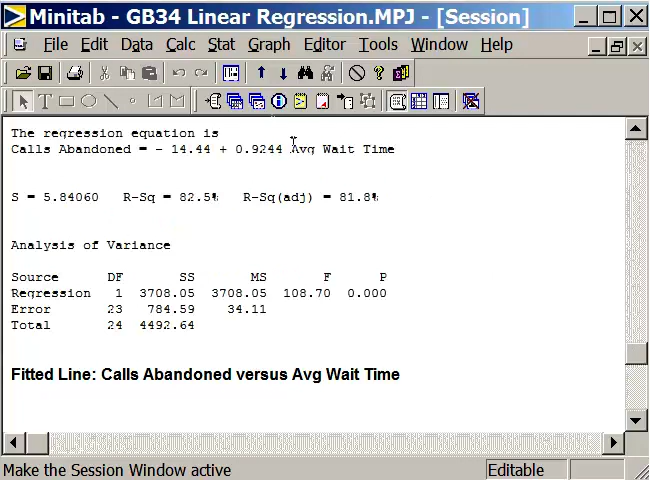 Minitab - GB34 Linear Regression.MPJ - [Session]
File Edit Data Calc Stat Graph Editor Tools Window Help
The regression equation is
Calls Abandoned = - 14.44 + 0.9244 Avg Wait Time
S = 5.84060 R-Sq = 82.5% R-Sq(adj) = 81.8%
Analysis of Variance
Source DF SS MS F P
Regression 1 3708.05 3708.05 108.70 0.000
Error 23 784.59 34.11
Total 24 4492.64
Fitted Line: Calls Abandoned versus Avg Wait Time
Make the Session Window active Editable